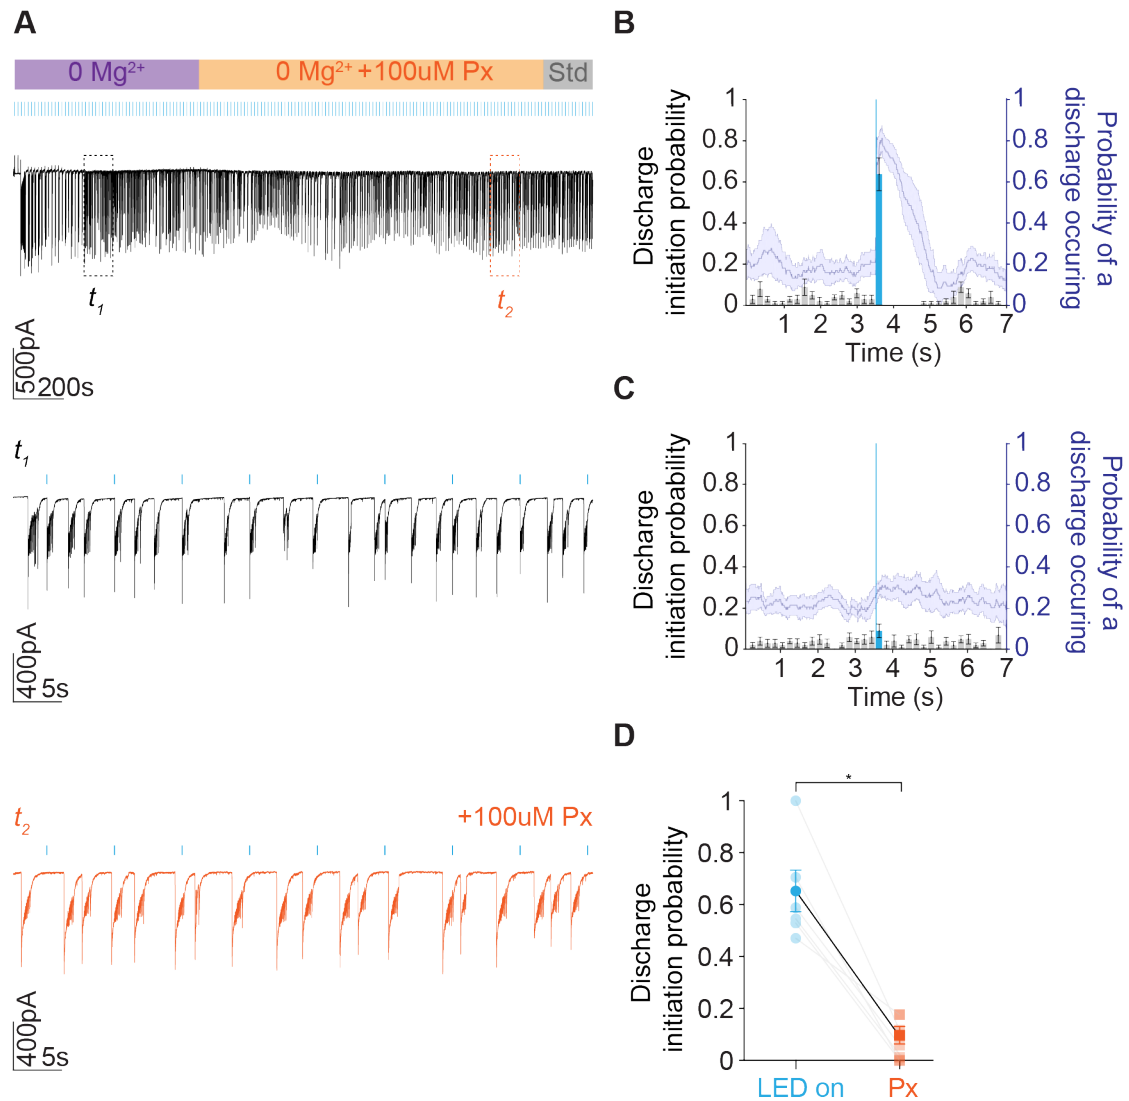 A
0 Mg²⁺
0 Mg²⁺ +100uM Px
Std
t₁
t₂
500pA
200s
t₁
400pA
5s
t₂
+100uM Px
400pA
5s
B
Discharge
initiation probability
1
0.8
0.6
0.4
0.2
0
1
0.8
0.6
0.4
0.2
0
Probability of a
discharge occuring
1 2 3 4 5 6 7
Time (s)
C
Discharge
initiation probability
1
0.8
0.6
0.4
0.2
0
1
0.8
0.6
0.4
0.2
0
Probability of a
discharge occuring
1 2 3 4 5 6 7
Time (s)
D
*
Discharge
initiation probability
1
0.8
0.6
0.4
0.2
0
LED on
Px